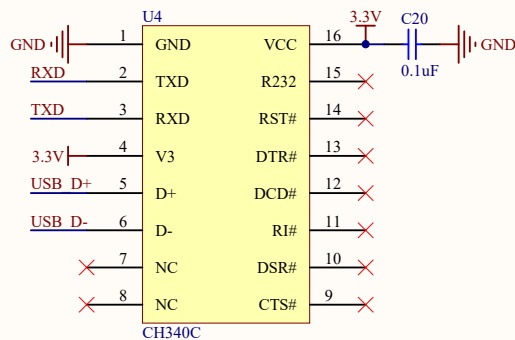 U4
3.3V
C20
GND
1
GND
VCC
16
GND
0.1uF
RXD
2
TXD
R232
15
TXD
3
RXD
RST#
14
3.3V
4
V3
DTR#
13
USB_D+
5
D+
DCD#
12
USB_D-
6
D-
RI#
11
7
NC
DSR#
10
8
NC
CTS#
9
CH340C